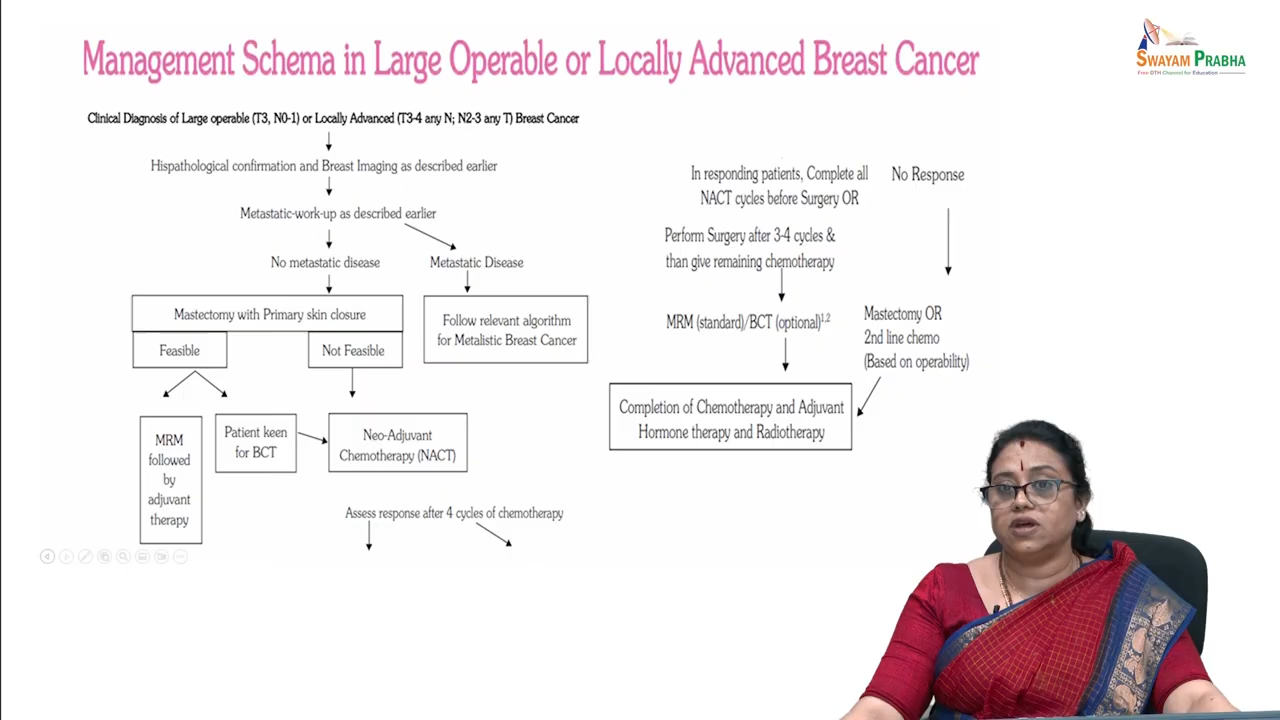 Management Schema in Large Operable or Locally Advanced Breast Cancer
SWAYAM PRABHA
Free DTH Channel for Education
Clinical Diagnosis of Large operable (T3, N0-1) or Locally Advanced (T3-4 any N; N2-3 any T) Breast Cancer
Hispathological confirmation and Breast Imaging as described earlier
Metastatic-work-up as described earlier
No metastatic disease
Metastatic Disease
Mastectomy with Primary skin closure
Feasible
Not Feasible
Follow relevant algorithm
for Metalistic Breast Cancer
MRM
followed
by
adjuvant
therapy
Patient keen
for BCT
Neo-Adjuvant
Chemotherapy (NACT)
Assess response after 4 cycles of chemotherapy
In responding patients, Complete all
NACT cycles before Surgery OR
Perform Surgery after 3-4 cycles &
than give remaining chemotherapy
MRM (standard)/BCT (optional)1,2
No Response
Mastectomy OR
2nd line chemo
(Based on operability)
Completion of Chemotherapy and Adjuvant
Hormone therapy and Radiotherapy